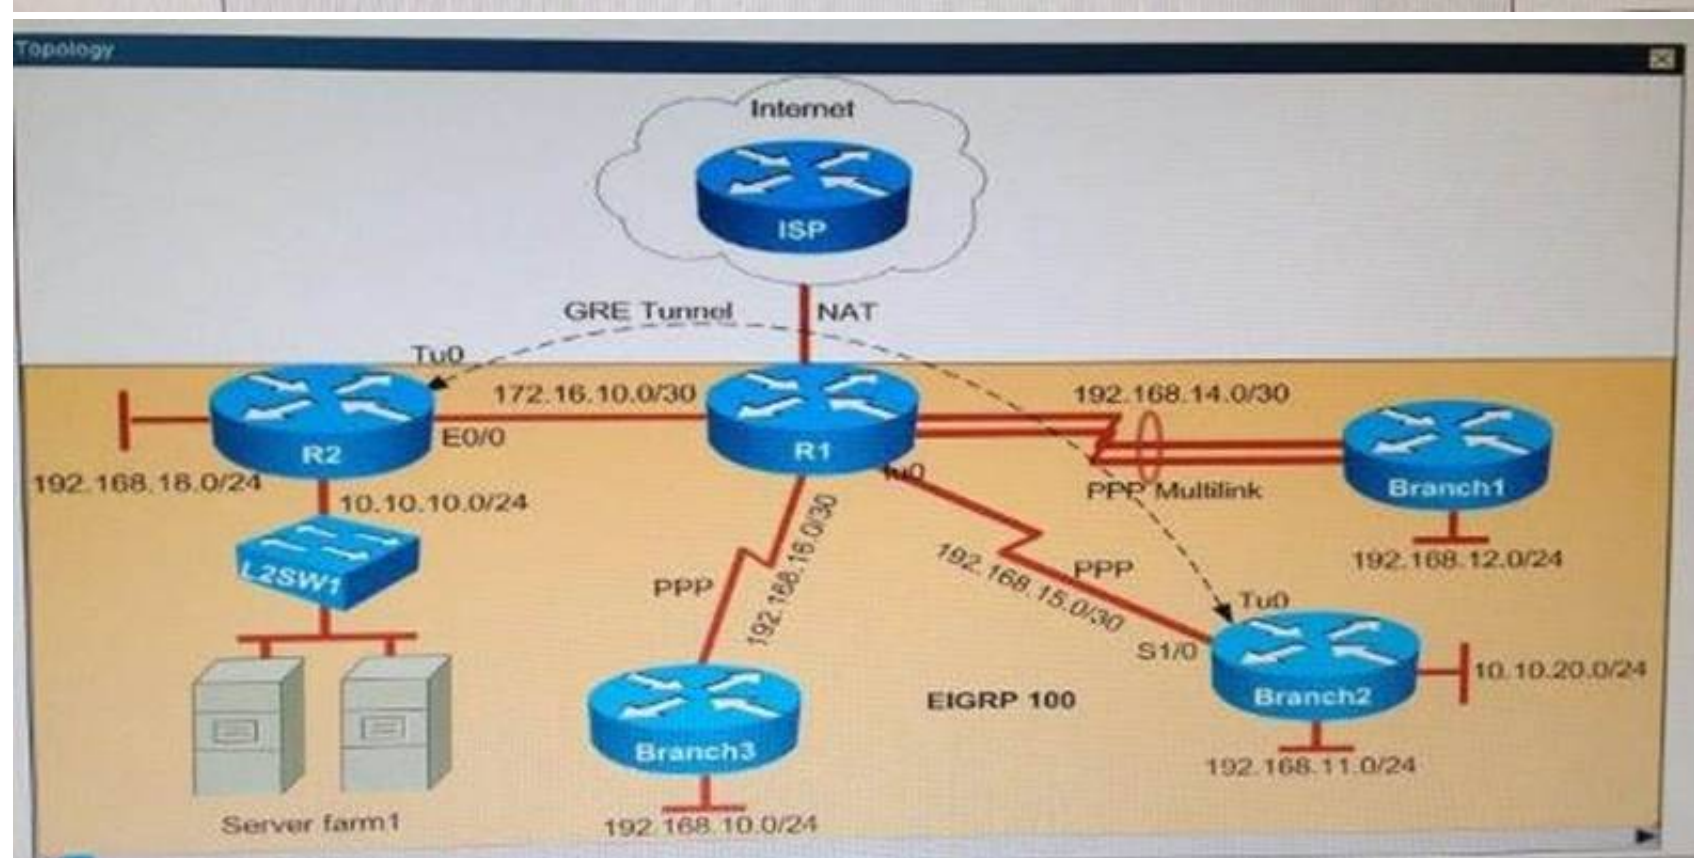 Topology
Internet
ISP
GRE Tunnel
NAT
Tu0
172.16.10.0/30
192.168.14.0/30
E0/0
R2
R1
Tu0
192.168.18.0/24
10.10.10.0/24
PPP Multilink
Branch1
192.168.12.0/24
L2SW1
PPP
192.168.16.0/30
PPP
192.168.15.0/30
Tu0
S1/0
10.10.20.0/24
Branch2
EIGRP 100
Branch3
192.168.11.0/24
Server farm1
192.168.10.0/24